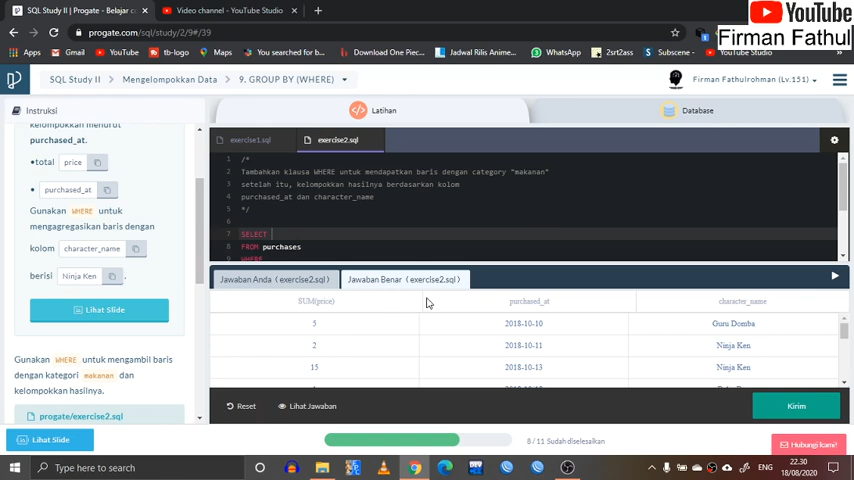 SQL Study II | Progate - Belajar c
Video channel - YouTube Studio
YouTube
Firman Fathul
progate.com/sql/study/2/9#/39
Apps
Gmail
YouTube
tb-logo
Maps
You searched for b...
Download One Piec...
Jadwal Rilis Anime...
WhatsApp
2srt2ass
Subscene -
YouTube Studio
SQL Study II
Mengelompokkan Data
9. GROUP BY (WHERE)
Firman Fathulrohman (Lv.151)
Instruksi
Latihan
Database
kelompokkan menurut
purchased_at.
•total price
• purchased_at
Gunakan WHERE untuk
mengagregasikan baris dengan
kolom character_name
berisi Ninja Ken .
Lihat Slide
Gunakan WHERE untuk mengambil baris
dengan kategori makanan dan
kelompokkan hasilnya.
progate/exercise2.sql
Lihat Slide
exercise1.sql
exercise2.sql
1 /*
2 Tambahkan klausa WHERE untuk mendapatkan baris dengan category "makanan"
3 setelah itu, kelompokkan hasilnya berdasarkan kolom
4 purchased_at dan character_name
5 */
6
7 SELECT
8 FROM purchases
9 WHERE
Jawaban Anda (exercise2.sql)
Jawaban Benar (exercise2.sql)
SUM(price) purchased_at character_name
5 2018-10-10 Guru Domba
2 2018-10-11 Ninja Ken
15 2018-10-13 Ninja Ken
Reset
Lihat Jawaban
Kirim
8 / 11 Sudah diselesaikan
Hubungi kami!
Type here to search
DEV
ENG
22.30
18/08/2020